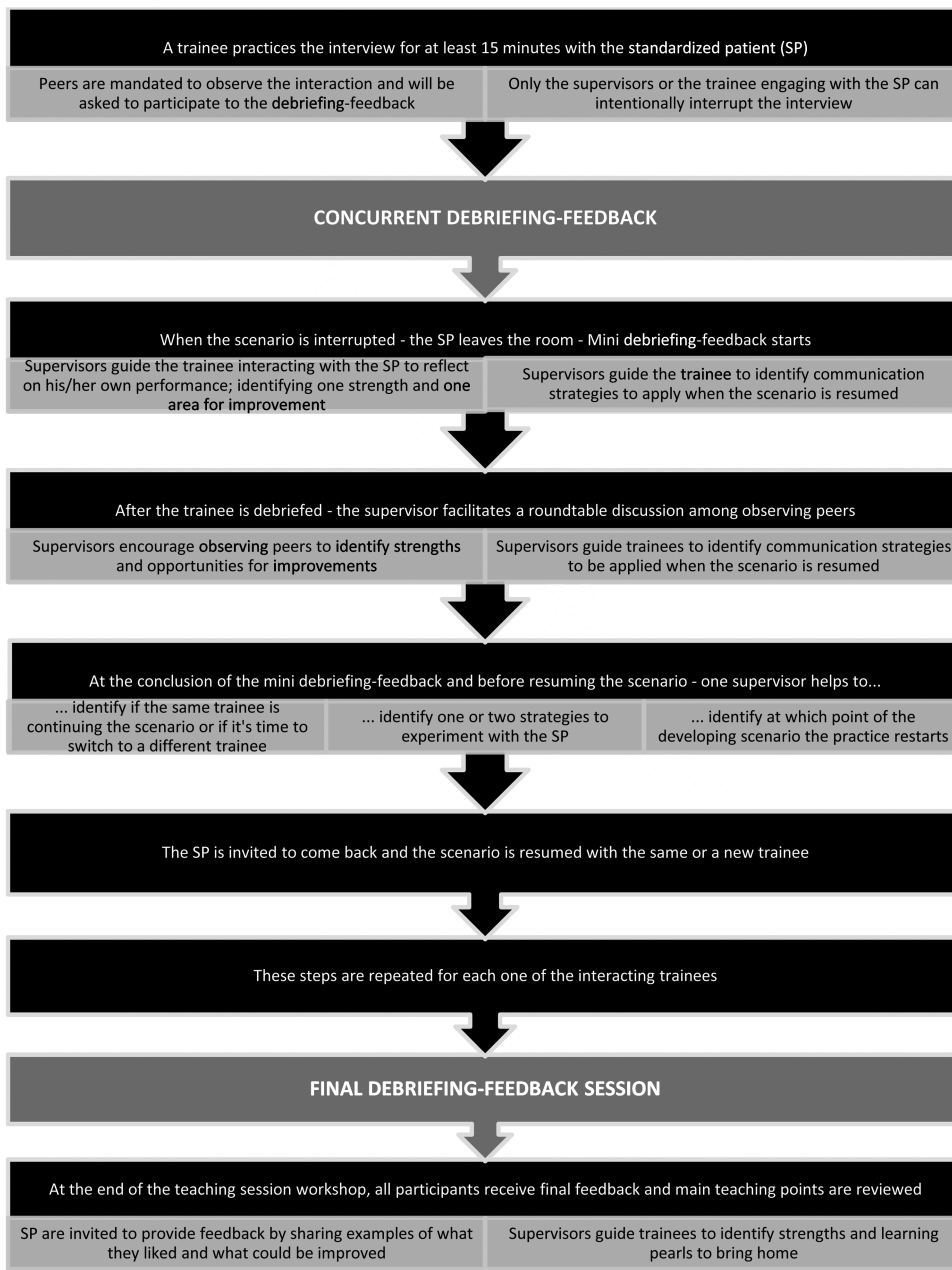 A trainee practices the interview for at least 15 minutes with the standardized patient (SP)
Peers are mandated to observe the interaction and will be
asked to participate to the debriefing-feedback
Only the supervisors or the trainee engaging with the SP can
intentionally interrupt the interview
CONCURRENT DEBRIEFING-FEEDBACK
When the scenario is interrupted - the SP leaves the room - Mini debriefing-feedback starts
Supervisors guide the trainee interacting with the SP to reflect
on his/her own performance; identifying one strength and one
area for improvement
Supervisors guide the trainee to identify communication
strategies to apply when the scenario is resumed
After the trainee is debriefed - the supervisor facilitates a roundtable discussion among observing peers
Supervisors encourage observing peers to identify strengths
and opportunities for improvements
Supervisors guide trainees to identify communication strategies
to be applied when the scenario is resumed
At the conclusion of the mini debriefing-feedback and before resuming the scenario - one supervisor helps to...
... identify if the same trainee is
continuing the scenario or if it's time to
switch to a different trainee
... identify one or two strategies to
experiment with the SP
... identify at which point of the
developing scenario the practice restarts
The SP is invited to come back and the scenario is resumed with the same or a new trainee
These steps are repeated for each one of the interacting trainees
FINAL DEBRIEFING-FEEDBACK SESSION
At the end of the teaching session workshop, all participants receive final feedback and main teaching points are reviewed
SP are invited to provide feedback by sharing examples of what
they liked and what could be improved
Supervisors guide trainees to identify strengths and learning
pearls to bring home